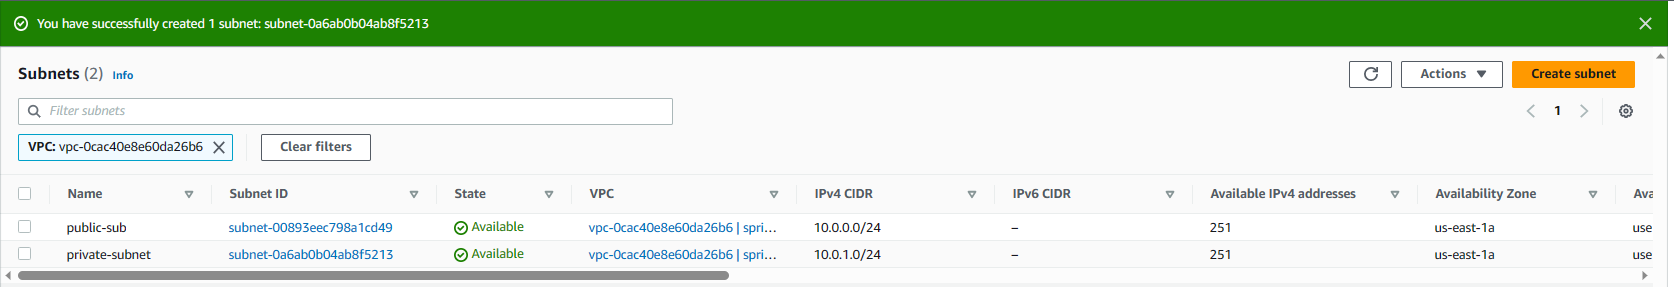 You have successfully created 1 subnet: subnet-0a6ab0b04ab8f5213
Subnets (2) Info
Actions
Create subnet
Filter subnets
1
VPC: vpc-0cac40e8e60da26b6
Clear filters
Name Subnet ID State VPC IPv4 CIDR IPv6 CIDR Available IPv4 addresses Availability Zone Ava
public-sub subnet-00893eec798a1cd49 Available vpc-0cac40e8e60da26b6 | spri... 10.0.0.0/24 – 251 us-east-1a use
private-subnet subnet-0a6ab0b04ab8f5213 Available vpc-0cac40e8e60da26b6 | spri... 10.0.1.0/24 – 251 us-east-1a use